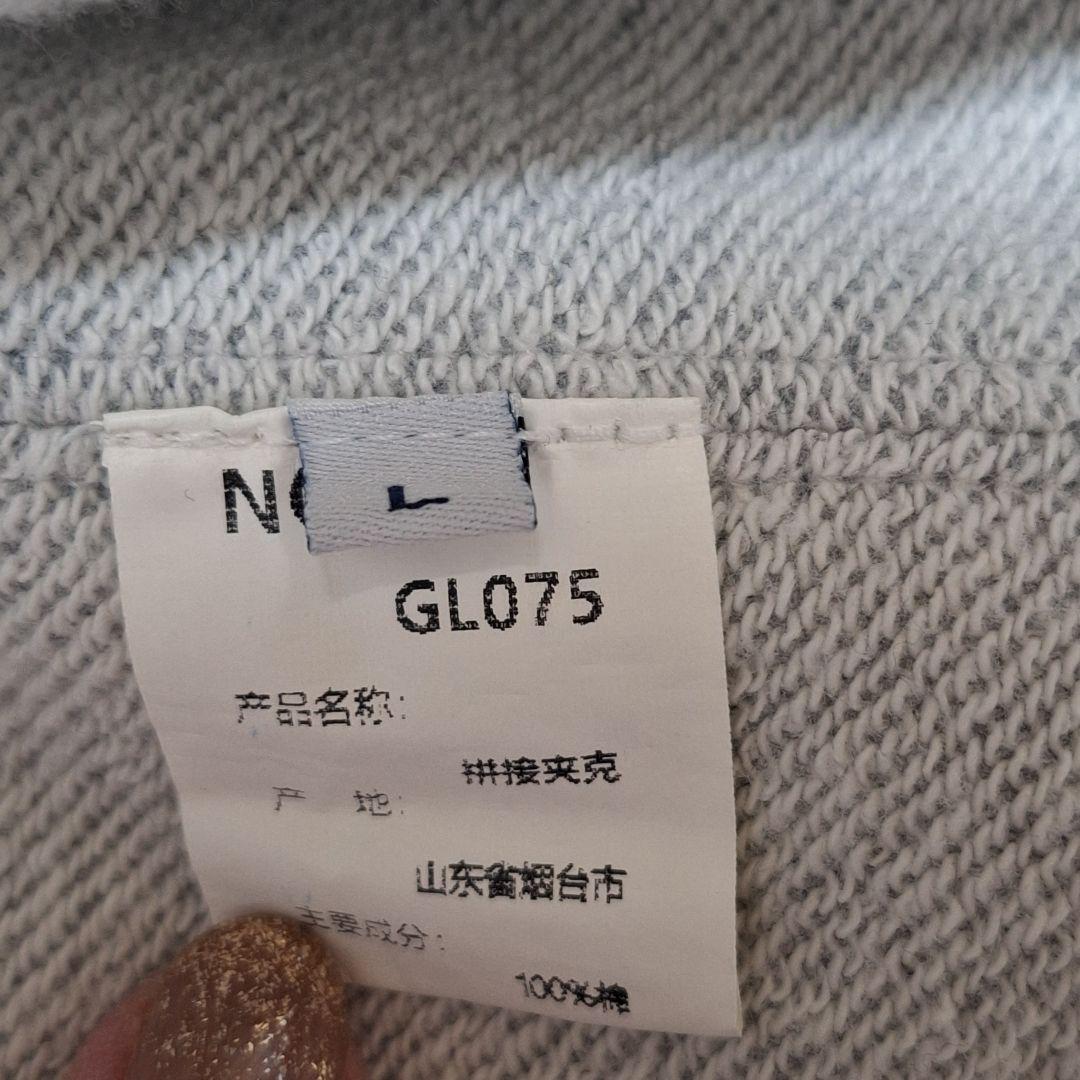 L
GL075
产品名称:
拼接夹克
产 地:
山东省烟台市
主要成分:
100%棉